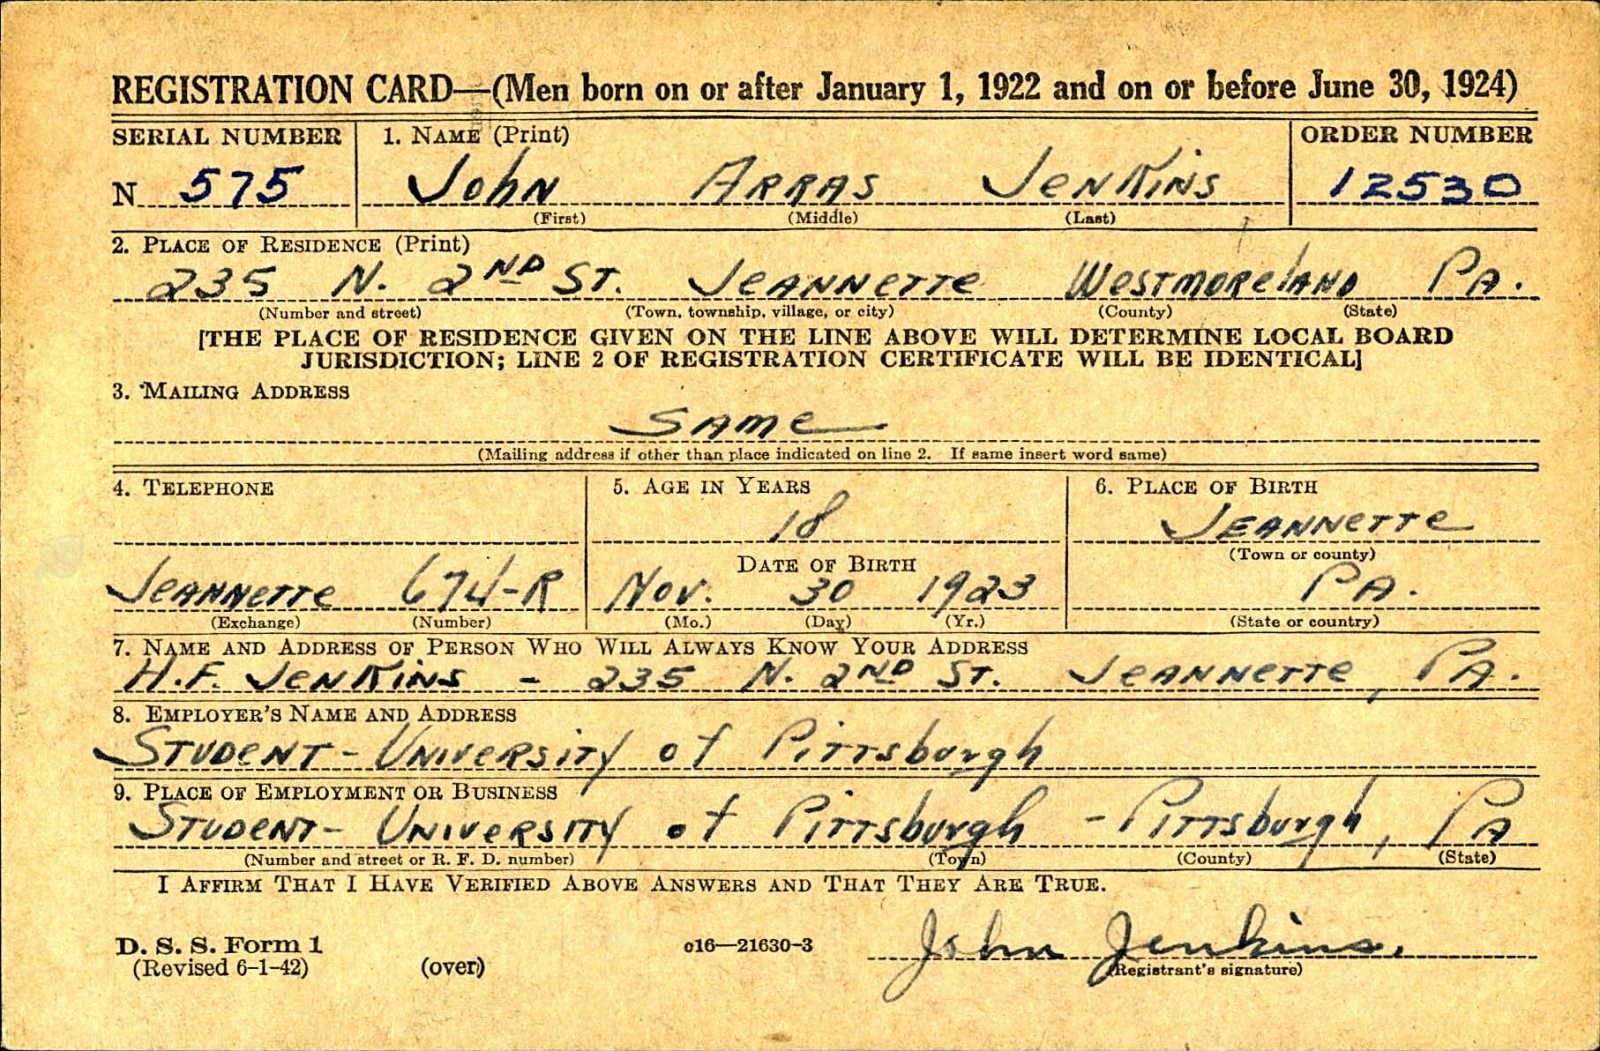 REGISTRATION CARD—(Men born on or after January 1, 1922 and on or before June 30, 1924)
SERIAL NUMBER 1. NAME (Print) ORDER NUMBER
N 575 JOHN ARRAS JENKINS 12530
(First) (Middle) (Last)
2. PLACE OF RESIDENCE (Print)
235 N. 2ND ST. JEANNETTE WESTMORELAND PA.
(Number and street) (Town, township, village, or city) (County) (State)
[THE PLACE OF RESIDENCE GIVEN ON THE LINE ABOVE WILL DETERMINE LOCAL BOARD
JURISDICTION; LINE 2 OF REGISTRATION CERTIFICATE WILL BE IDENTICAL]
3. MAILING ADDRESS
SAME
(Mailing address if other than place indicated on line 2. If same insert word same)
4. TELEPHONE 5. AGE IN YEARS 6. PLACE OF BIRTH
18 JEANNETTE
DATE OF BIRTH (Town or county)
JEANNETTE 674-R NOV. 30 1923 PA.
(Exchange) (Number) (Mo.) (Day) (Yr.) (State or country)
7. NAME AND ADDRESS OF PERSON WHO WILL ALWAYS KNOW YOUR ADDRESS
H.F. JENKINS - 235 N. 2ND ST. JEANNETTE, PA.
8. EMPLOYER'S NAME AND ADDRESS
STUDENT - UNIVERSITY of PITTSburgh
9. PLACE OF EMPLOYMENT OR BUSINESS
STUDENT - UNIVERSITY of PITTSburgh - PITTSburgh, PA
(Number and street or R. F. D. number) (Town) (County) (State)
I AFFIRM THAT I HAVE VERIFIED ABOVE ANSWERS AND THAT THEY ARE TRUE.
D. S. S. Form 1 c16—21630-3 John Jenkins.
(Revised 6-1-42) (over) (Registrant's signature)